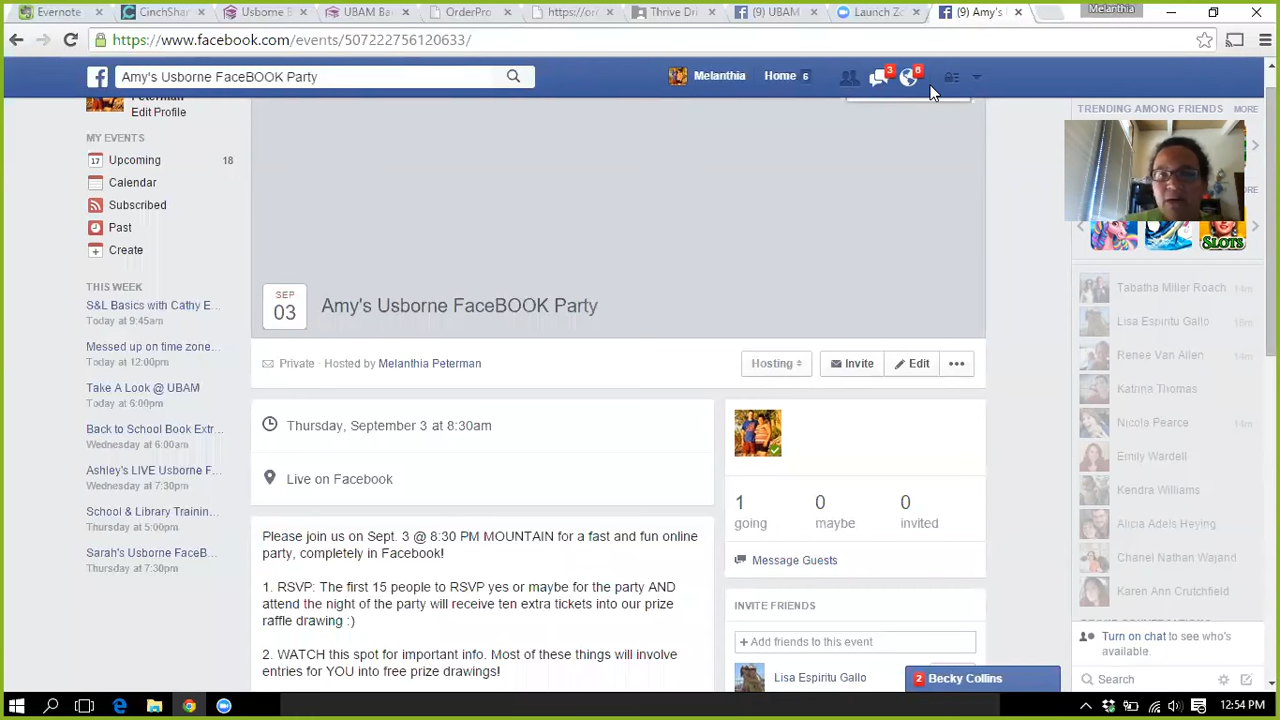 Evernote
CinchShar
Usborne B
UBAM Ba
OrderPro
https://or
Thrive Dri
(9) UBAM
Launch Zo
(9) Amy's
Melanthia
https://www.facebook.com/events/507222756120633/
Amy's Usborne FaceBOOK Party
Melanthia
Home 6
3
6
Peterman
Edit Profile
MY EVENTS
17 Upcoming 18
Calendar
Subscribed
Past
Create
THIS WEEK
S&L Basics with Cathy E...
Today at 9:45am
Messed up on time zone...
Today at 12:00pm
Take A Look @ UBAM
Today at 6:00pm
Back to School Book Extr...
Wednesday at 6:00am
Ashley's LIVE Usborne F...
Wednesday at 7:30pm
School & Library Trainin...
Thursday at 5:00pm
Sarah's Usborne FaceB...
Thursday at 7:30pm
SEP
03
Amy's Usborne FaceBOOK Party
Private · Hosted by Melanthia Peterman
Hosting
Invite
Edit
Thursday, September 3 at 8:30am
Live on Facebook
Please join us on Sept. 3 @ 8:30 PM MOUNTAIN for a fast and fun online
party, completely in Facebook!
1. RSVP: The first 15 people to RSVP yes or maybe for the party AND
attend the night of the party will receive ten extra tickets into our prize
raffle drawing :)
2. WATCH this spot for important info. Most of these things will involve
entries for YOU into free prize drawings!
1 0 0
going maybe invited
Message Guests
INVITE FRIENDS
+ Add friends to this event
Lisa Espiritu Gallo
2 Becky Collins
TRENDING AMONG FRIENDS MORE
SLOTS
Tabatha Miller Roach 14m
Lisa Espiritu Gallo
Renee Van Allen 14m
Katrina Thomas
Nicole Pearce 14m
Emily Wardell
Kendra Williams
Alicia Adels Heying
Chanel Nathan Wajand
Karen Ann Crutchfield
Turn on chat to see who's
available.
Search
12:54 PM